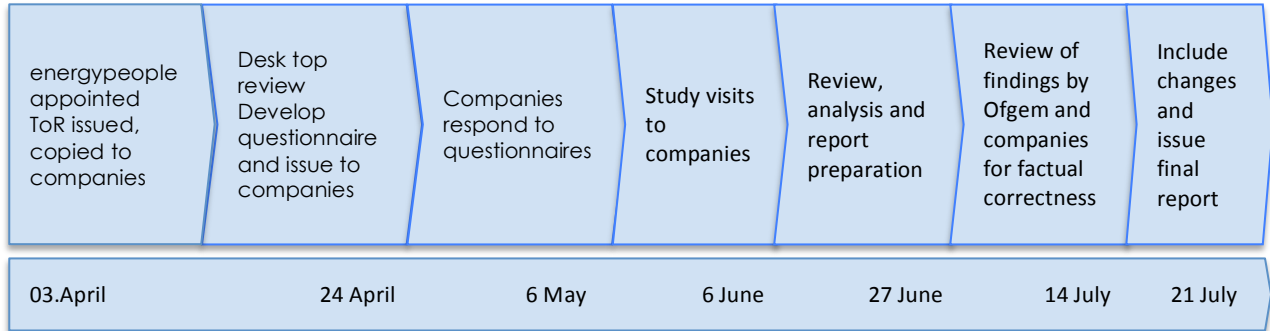 energypeople
appointed
ToR issued,
copied to
companies
Desk top
review
Develop
questionnaire
and issue to
companies
Companies
respond to
questionnaires
Study visits
to
companies
Review,
analysis and
report
preparation
Review of
findings by
Ofgem and
companies
for factual
correctness
Include
changes
and
issue
final
report
03.April
24 April
6 May
6 June
27 June
14 July
21 July